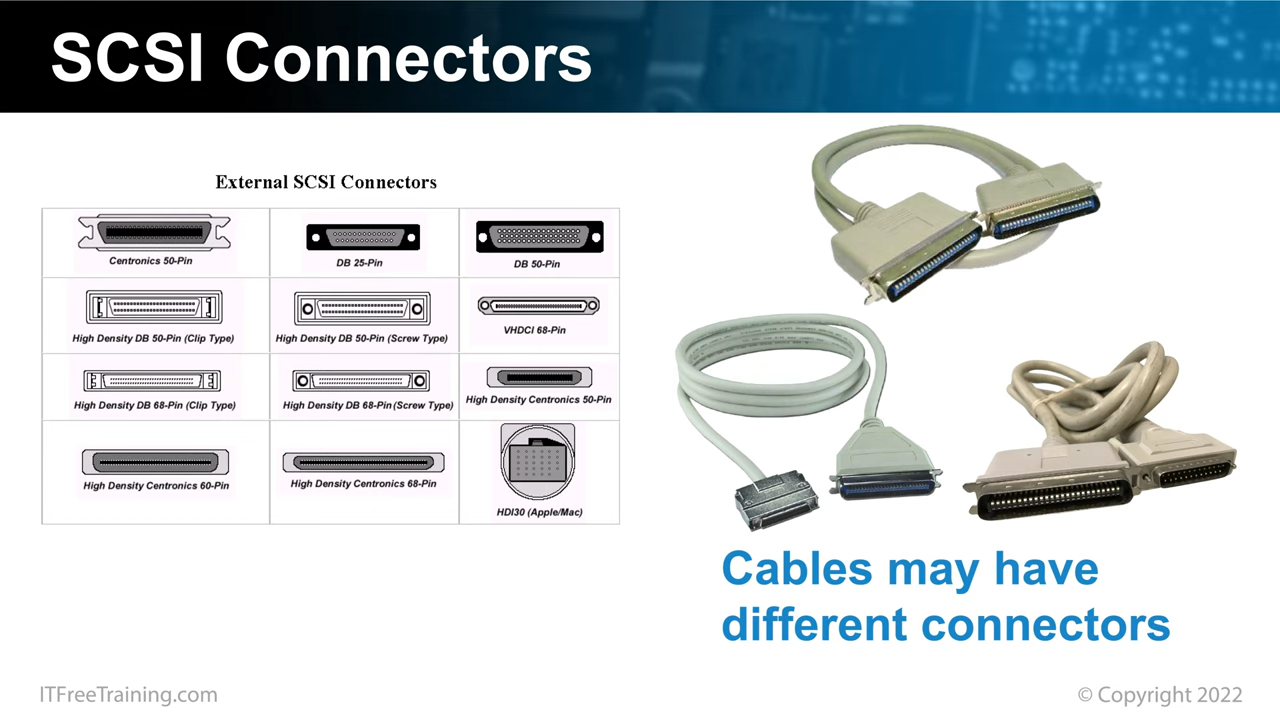 SCSI Connectors
External SCSI Connectors
Centronics 50-Pin
DB 25-Pin
DB 50-Pin
High Density DB 50-Pin (Clip Type)
High Density DB 50-Pin (Screw Type)
VHDCI 68-Pin
High Density DB 68-Pin (Clip Type)
High Density DB 68-Pin (Screw Type)
High Density Centronics 50-Pin
High Density Centronics 60-Pin
High Density Centronics 68-Pin
HDI30 (Apple/Mac)
Cables may have
different connectors
ITFreeTraining.com
© Copyright 2022